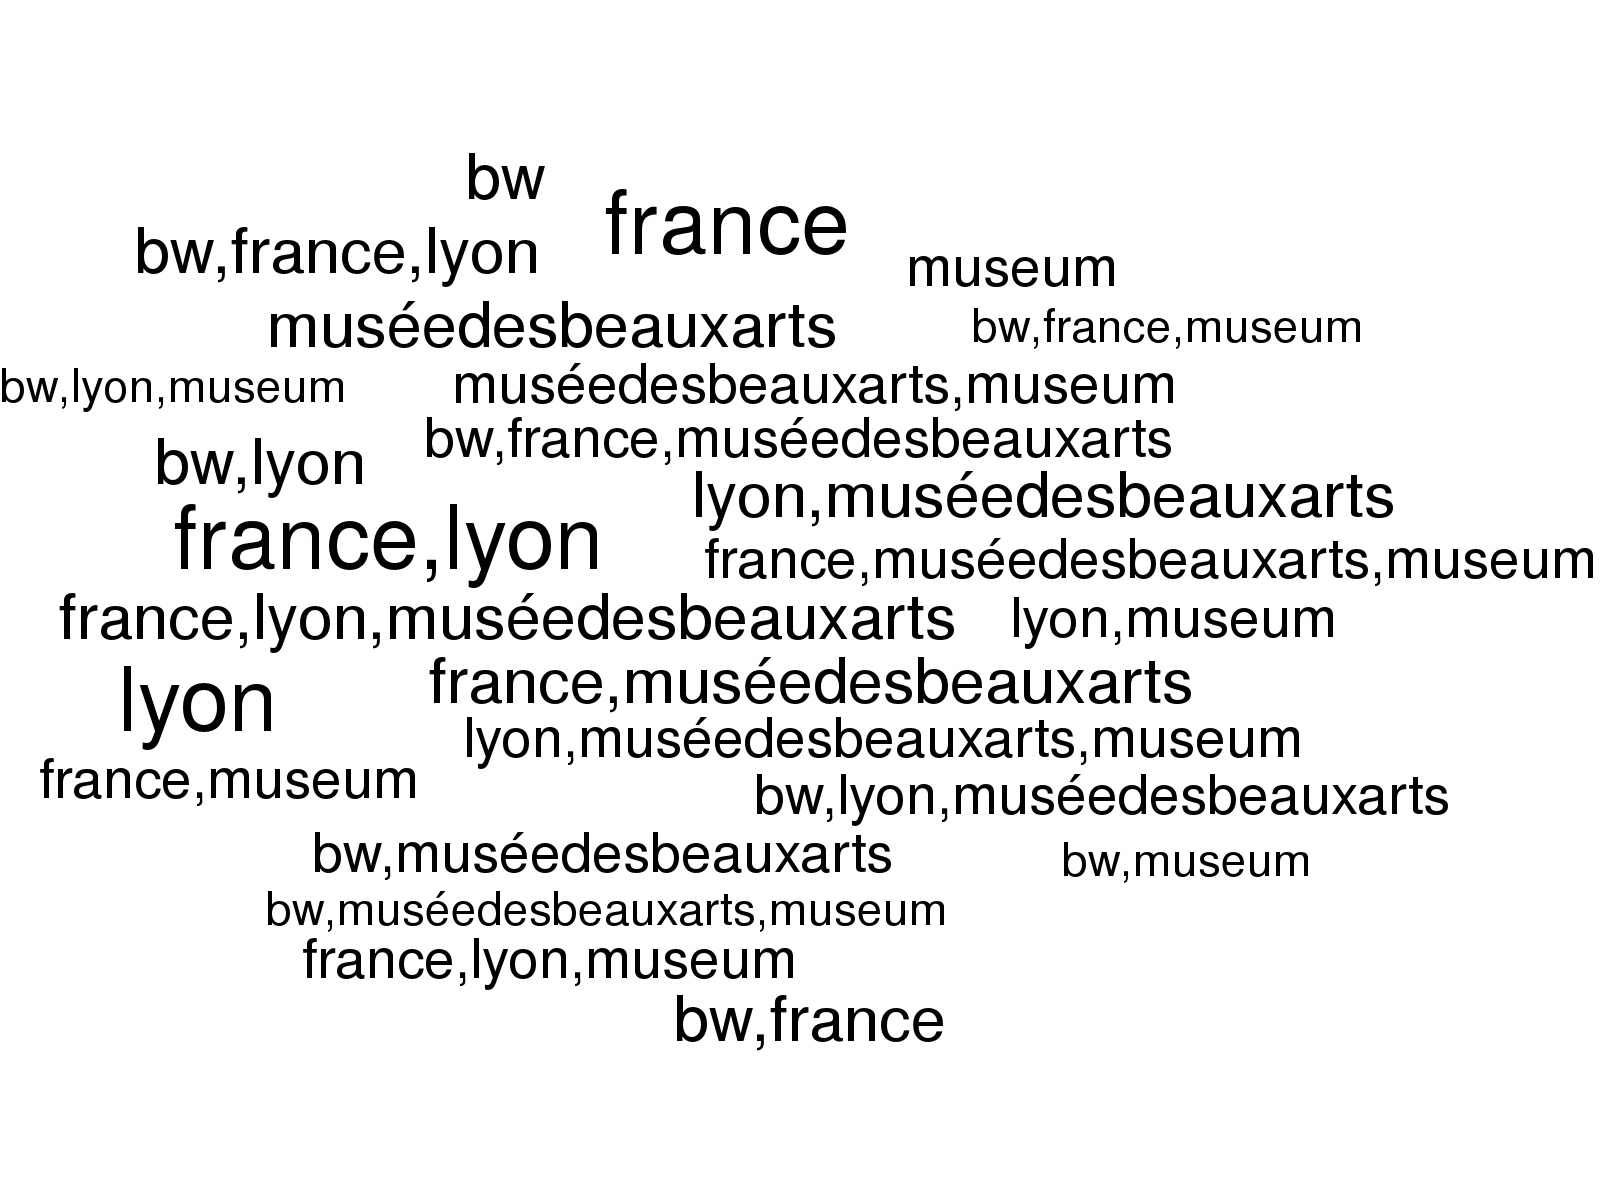 bw
france
bw,france,lyon
museum
muséedesbeauxarts
bw,france,museum
bw,lyon,museum
muséedesbeauxarts,museum
bw,france,muséedesbeauxarts
bw,lyon
lyon,muséedesbeauxarts
france,lyon
france,muséedesbeauxarts,museum
france,lyon,muséedesbeauxarts
lyon,museum
france,muséedesbeauxarts
lyon
lyon,muséedesbeauxarts,museum
france,museum
bw,lyon,muséedesbeauxarts
bw,muséedesbeauxarts
bw,museum
bw,muséedesbeauxarts,museum
france,lyon,museum
bw,france